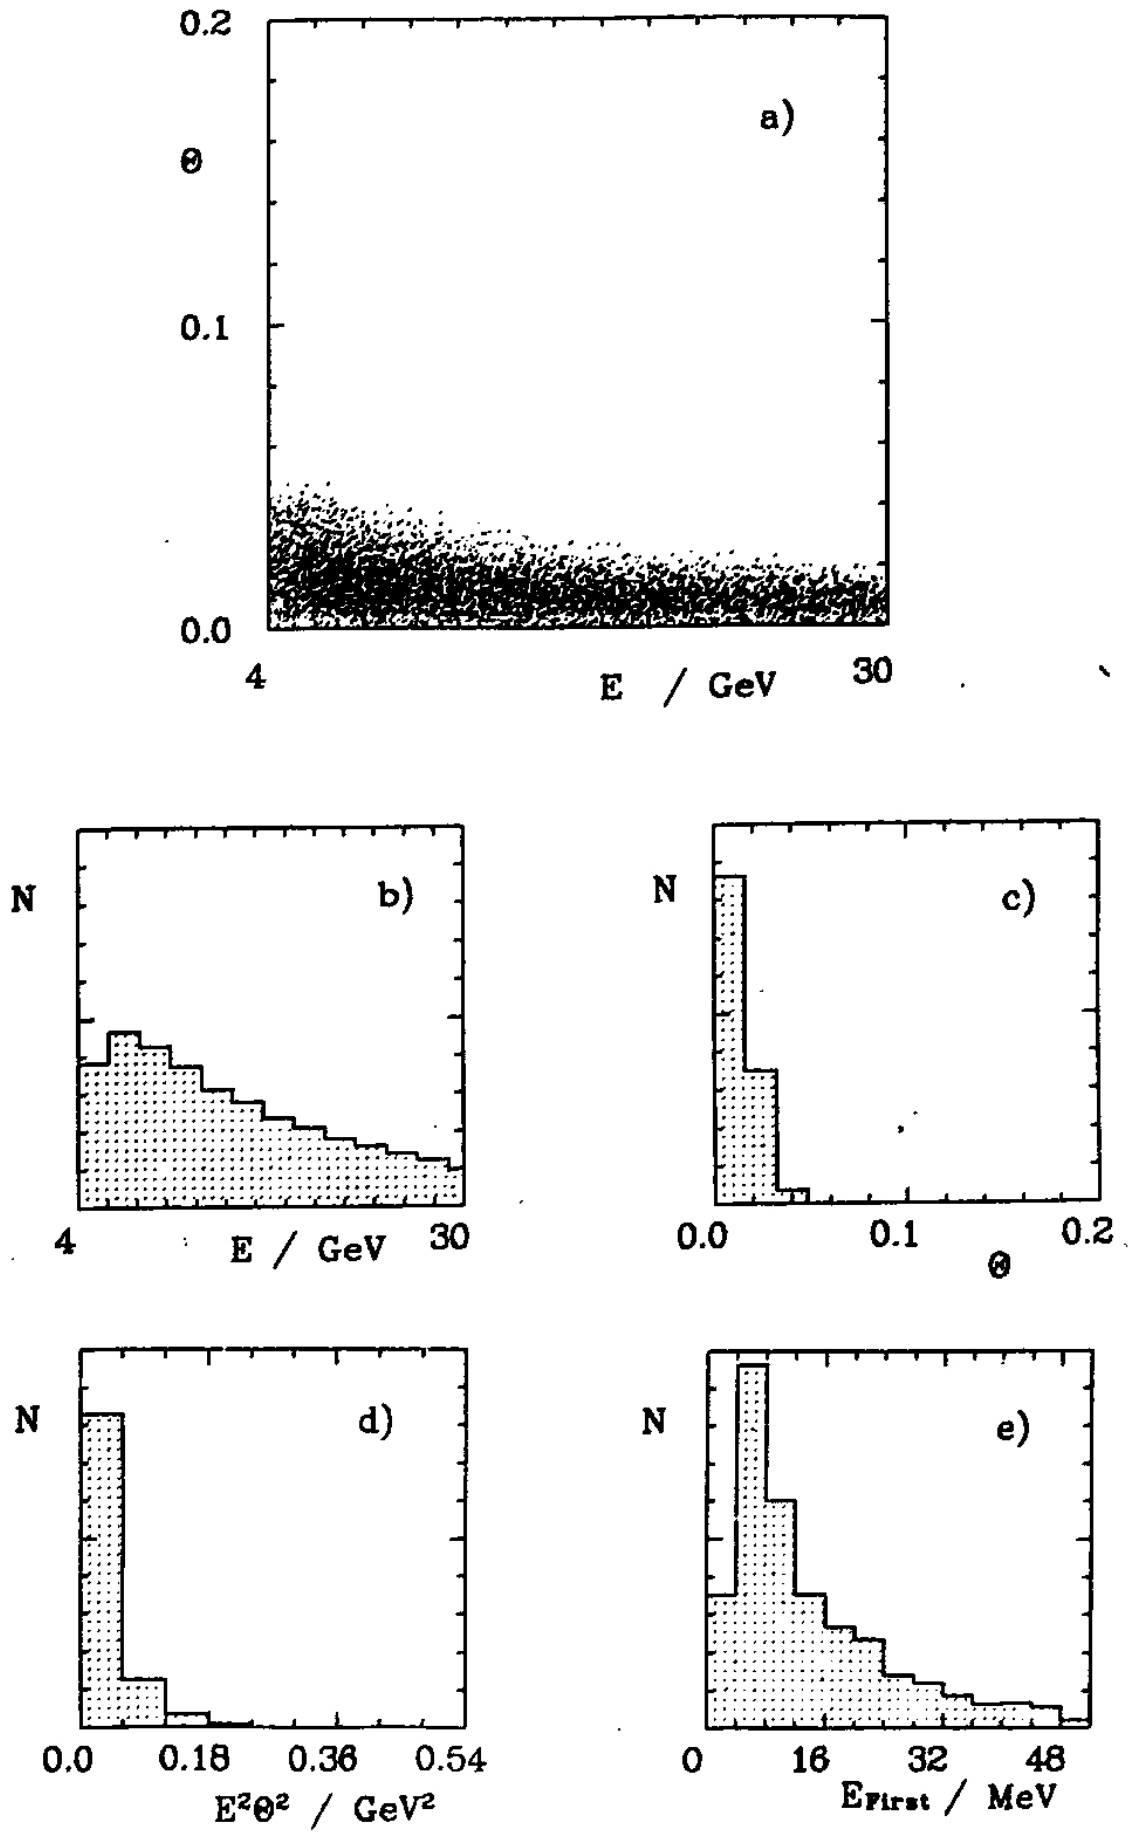 0.2
a)
Θ
0.1
0.0
4 30
E / GeV
N b)
4 30
E / GeV
N c)
0.0 0.1 0.2
Θ
N d)
0.0 0.18 0.36 0.54
E²Θ² / GeV²
N e)
0 16 32 48
E_First / MeV